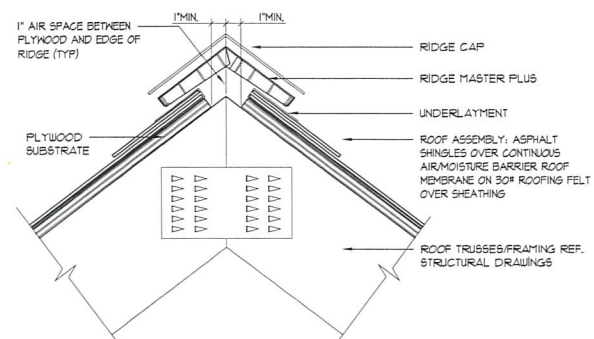 1" AIR SPACE BETWEEN
PLYWOOD AND EDGE OF
RIDGE (TYP)
1"MIN.
1"MIN.
RIDGE CAP
RIDGE MASTER PLUS
UNDERLAYMENT
PLYWOOD
SUBSTRATE
ROOF ASSEMBLY: ASPHALT
SHINGLES OVER CONTINUOUS
AIR/MOISTURE BARRIER ROOF
MEMBRANE ON 30# ROOFING FELT
OVER SHEATHING
ROOF TRUSSES/FRAMING REF.
STRUCTURAL DRAWINGS